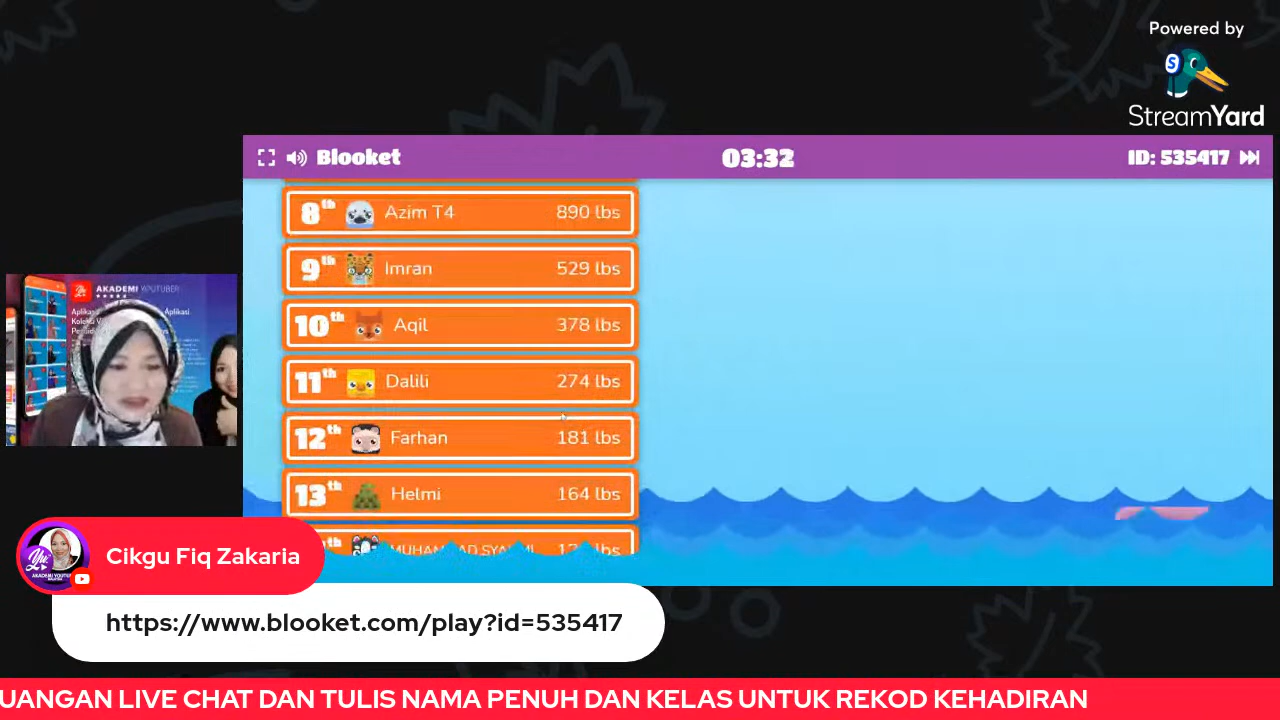 Powered by
S
StreamYard
Blooket
03:32
ID: 535417
8th Azim T4 890 lbs
9th Imran 529 lbs
10th Aqil 378 lbs
11th Dalili 274 lbs
12th Farhan 181 lbs
13th Helmi 164 lbs
AKADEMI YOUTUBER
Cikgu Fiq Zakaria
https://www.blooket.com/play?id=535417
UANGAN LIVE CHAT DAN TULIS NAMA PENUH DAN KELAS UNTUK REKOD KEHADIRAN